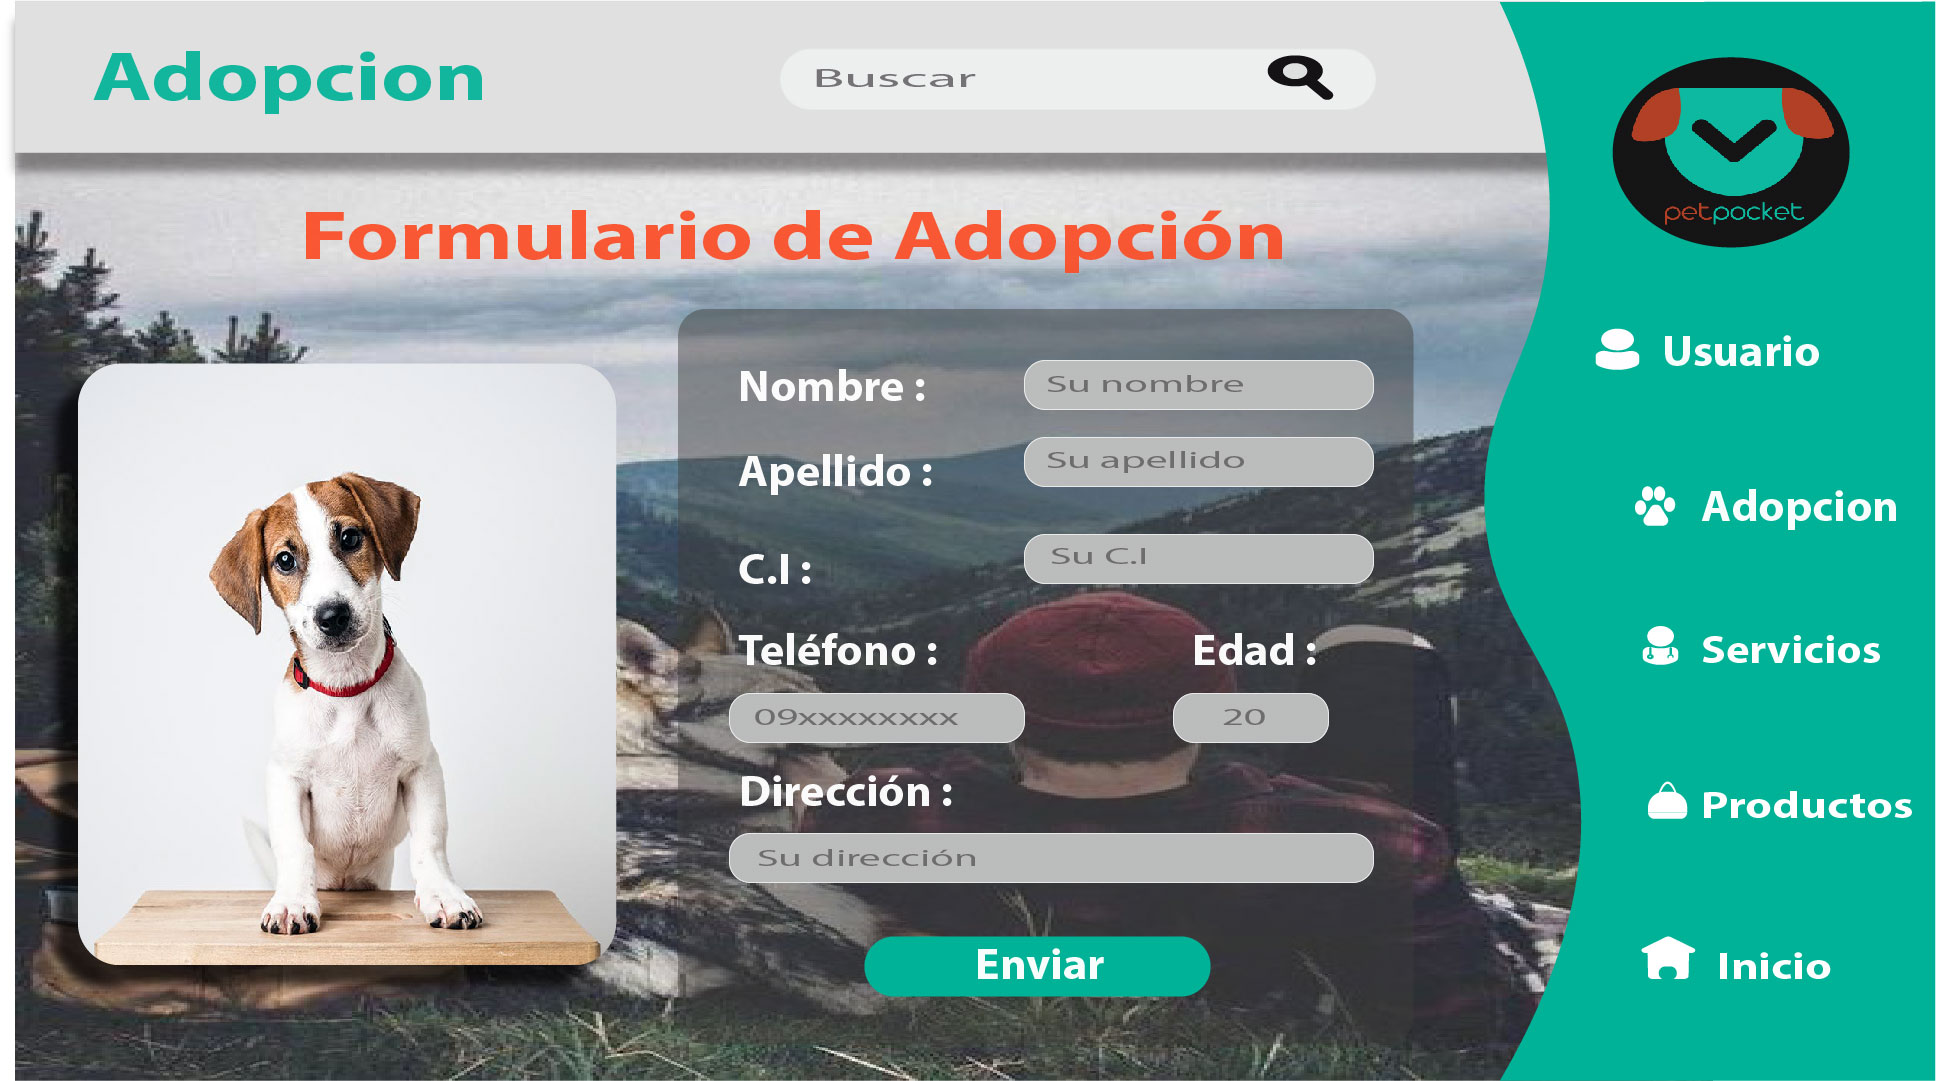 Adopcion
Buscar
petpocket
Formulario de Adopción
Nombre :
Su nombre
Apellido :
Su apellido
C.I :
Su C.I
Teléfono :
Edad :
09xxxxxxxx
20
Dirección :
Su dirección
Enviar
Usuario
Adopcion
Servicios
Productos
Inicio